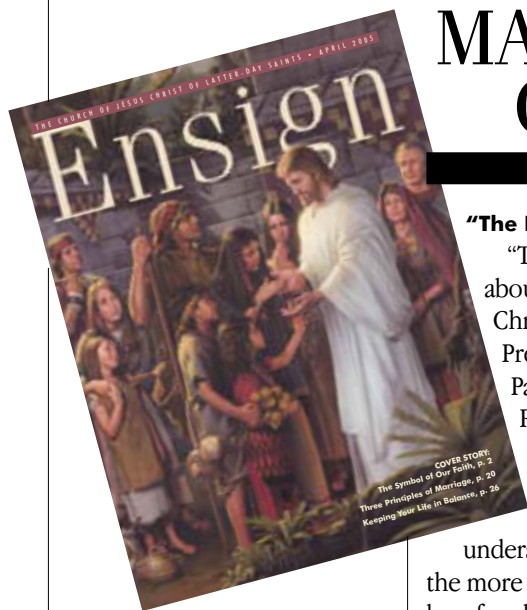 THE CHURCH OF JESUS CHRIST OF LATTER-DAY SAINTS • APRIL 2005
Ensign
COVER STORY:
The Symbol of Our Faith, p. 2
Three Principles of Marriage, p. 20
Keeping Your Life in Balance, p. 26
MA
"The
"T
abou
Chri
Pr
Pa
F
unders
the more